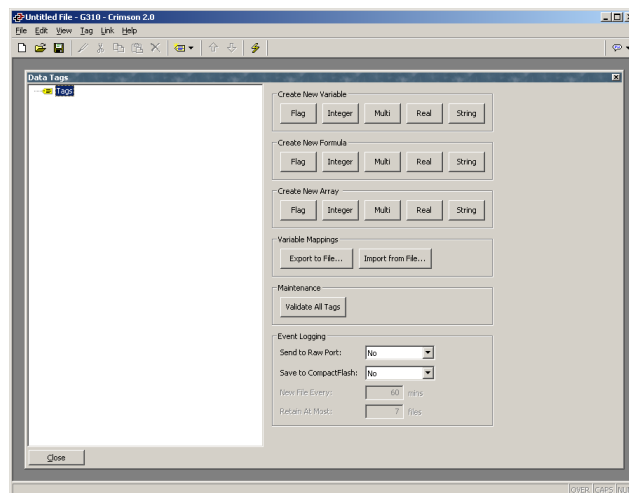 Untitled File - G310 - Crimson 2.0
File Edit View Tag Link Help
Data Tags
Tags
Create New Variable
Flag Integer Multi Real String
Create New Formula
Flag Integer Multi Real String
Create New Array
Flag Integer Multi Real String
Variable Mappings
Export to File... Import from File...
Maintenance
Validate All Tags
Event Logging
Send to Raw Port: No
Save to CompactFlash: No
New File Every: 60 mins
Retain At Most: 7 files
Close
OVER CAPS NU